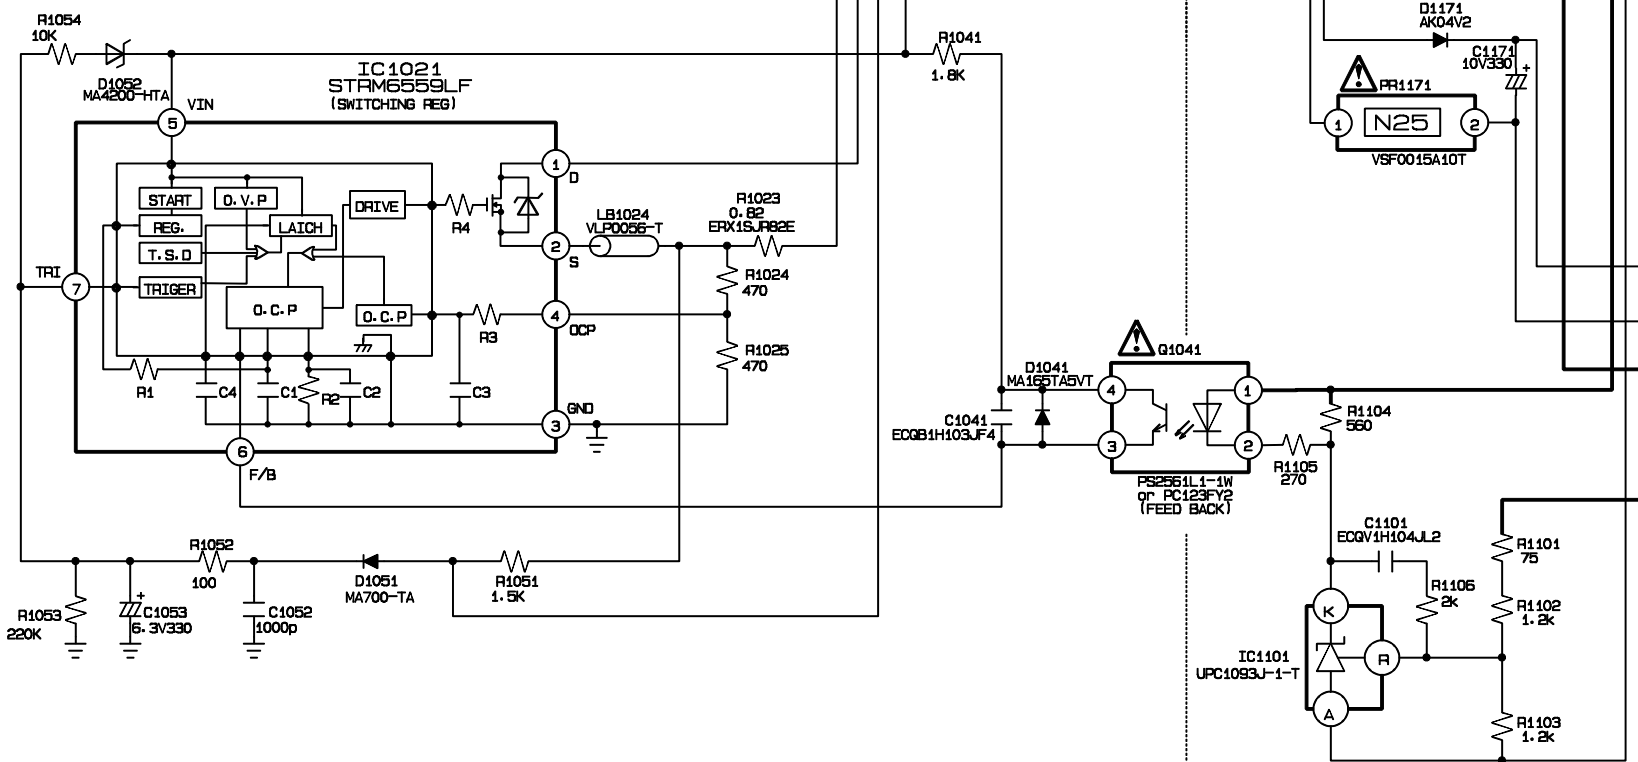 R1054
10K
D1052
MA4200-HTA
VIN
5
IC1021
STRM6559LF
(SWITCHING REG)
R1041
1.8K
D1171
AK04V2
C1171
10V330
+
PR1171
1
N25
2
VSF0015A10T
START
O.V.P
DRIVE
REG.
LAICH
T.S.D
TRIGER
O.C.P
O.C.P
R4
1
D
2
S
LB1024
VLP0056-T
R1023
0.82
ERX1SJR82E
R1024
470
TRI
7
R3
4
OCP
R1025
470
R1
C4
C1
R2
C2
C3
GND
3
6
F/B
D1041
MA165TA5VT
C1041
ECQB1H103JF4
Q1041
4
1
3
2
PS2561L1-1W
or PC123FY2
(FEED BACK)
R1104
560
R1105
270
R1052
100
D1051
MA700-TA
R1051
1.5K
R1053
220K
+
C1053
6.3V330
C1052
1000p
C1101
ECQV1H104JL2
R1101
75
R1106
2k
R1102
1.2k
K
IC1101
UPC1093J-1-T
R
A
R1103
1.2k